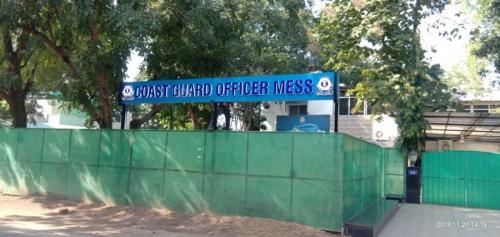 COAST GUARD OFFICER MESS
2019.11.21 14:18